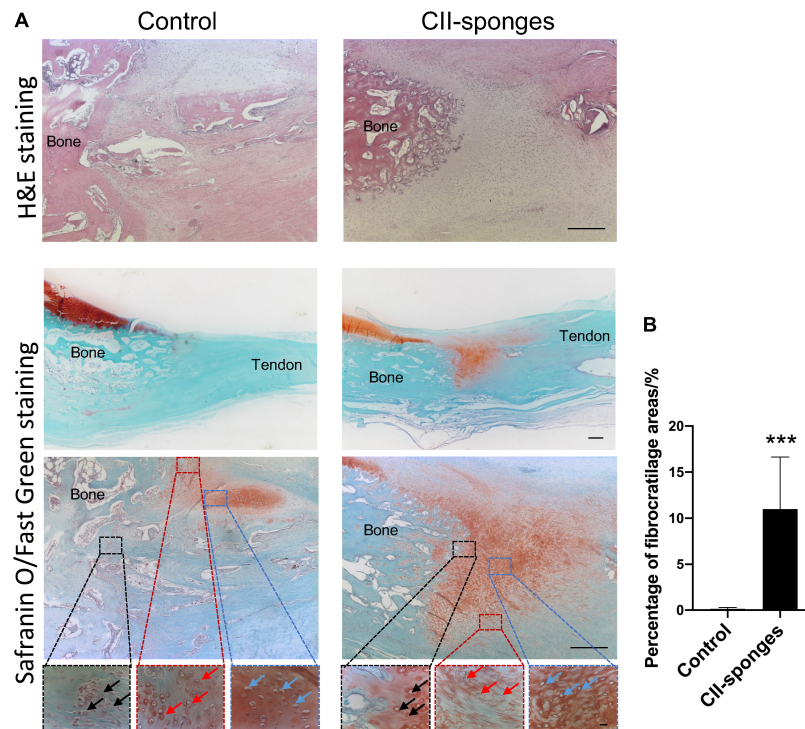 A
Control
CII-sponges
H&E staining
Bone
Bone
Safranin O/Fast Green staining
Bone
Tendon
Bone
Tendon
Bone
Bone
B
Percentage of fibrocratilage areas/%
20
15
10
5
0
***
Control
CII-sponges